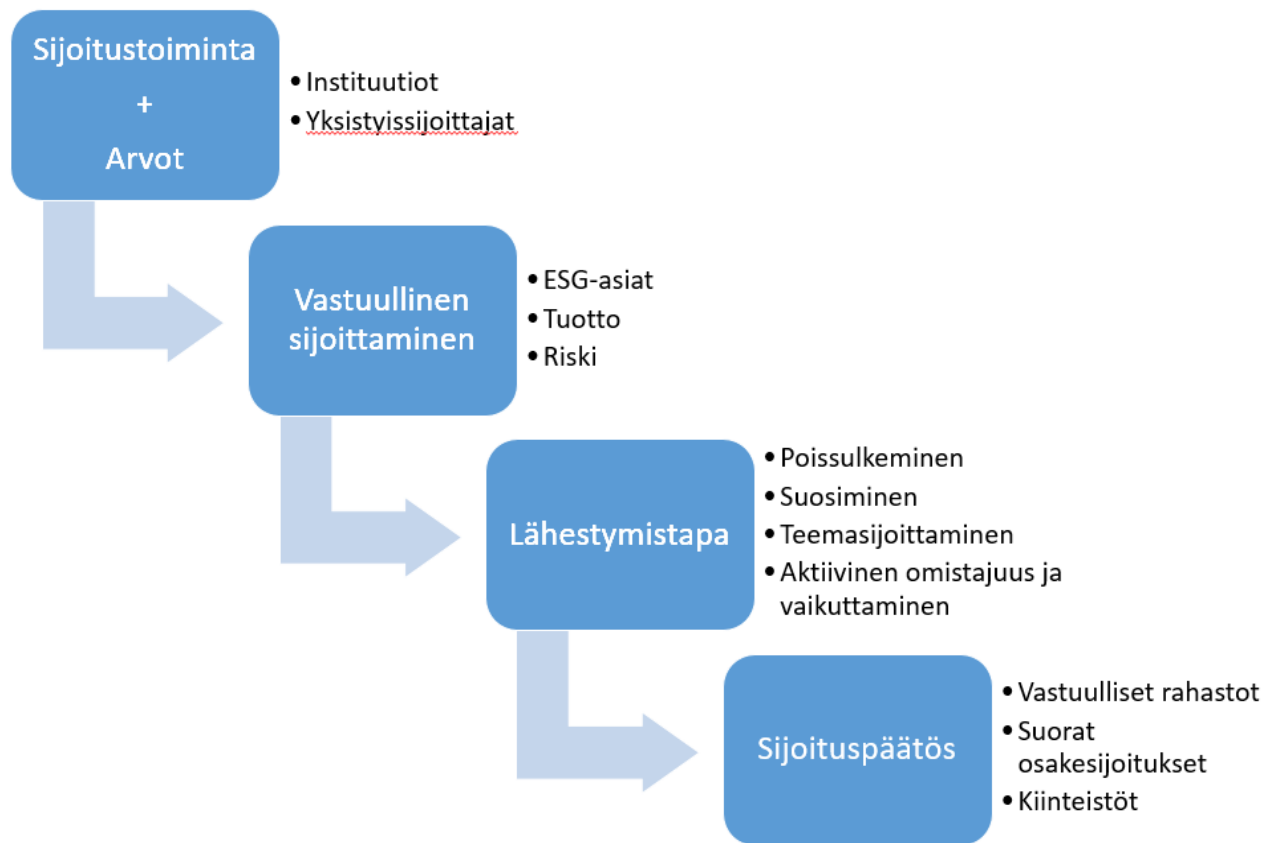 Sijoitustoiminta
+
Arvot
• Instituutiot
• Yksistyissijoittajat
Vastuullinen
sijoittaminen
• ESG-asiat
• Tuotto
• Riski
Lähestymistapa
• Poissulkeminen
• Suosiminen
• Teemasijoittaminen
• Aktiivinen omistajuus ja
vaikuttaminen
Sijoituspäätös
• Vastuulliset rahastot
• Suorat
osakesijoitukset
• Kiinteistöt